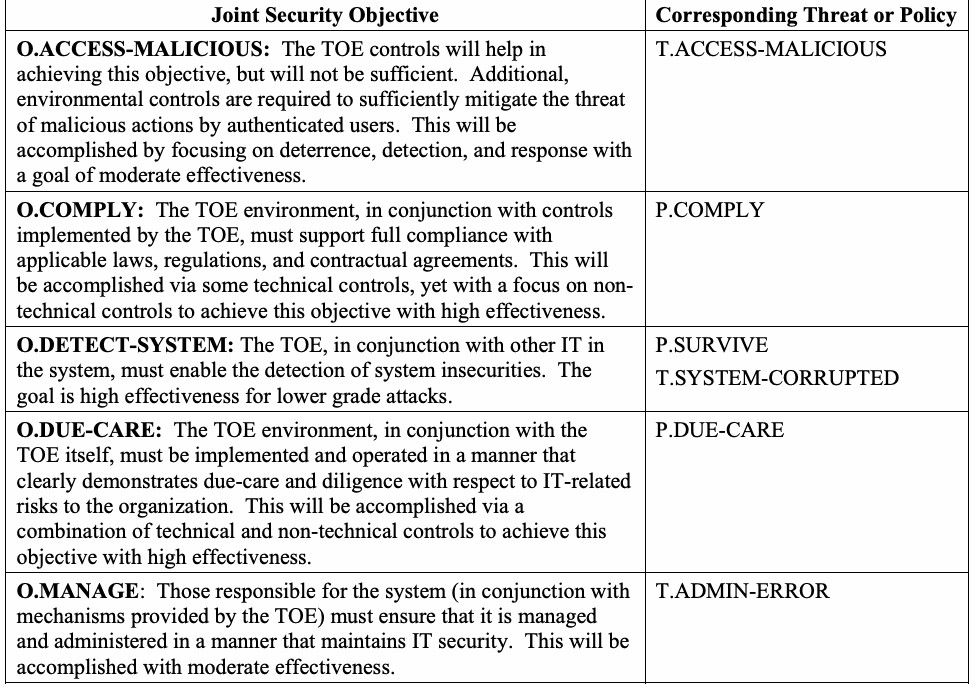 Joint Security Objective
Corresponding Threat or Policy
O.ACCESS-MALICIOUS: The TOE controls will help in
achieving this objective, but will not be sufficient. Additional,
environmental controls are required to sufficiently mitigate the threat
of malicious actions by authenticated users. This will be
accomplished by focusing on deterrence, detection, and response with
a goal of moderate effectiveness.
T.ACCESS-MALICIOUS
O.COMPLY: The TOE environment, in conjunction with controls
implemented by the TOE, must support full compliance with
applicable laws, regulations, and contractual agreements. This will
be accomplished via some technical controls, yet with a focus on non-
technical controls to achieve this objective with high effectiveness.
P.COMPLY
O.DETECT-SYSTEM: The TOE, in conjunction with other IT in
the system, must enable the detection of system insecurities. The
goal is high effectiveness for lower grade attacks.
P.SURVIVE
T.SYSTEM-CORRUPTED
O.DUE-CARE: The TOE environment, in conjunction with the
TOE itself, must be implemented and operated in a manner that
clearly demonstrates due-care and diligence with respect to IT-related
risks to the organization. This will be accomplished via a
combination of technical and non-technical controls to achieve this
objective with high effectiveness.
P.DUE-CARE
O.MANAGE: Those responsible for the system (in conjunction with
mechanisms provided by the TOE) must ensure that it is managed
and administered in a manner that maintains IT security. This will be
accomplished with moderate effectiveness.
T.ADMIN-ERROR